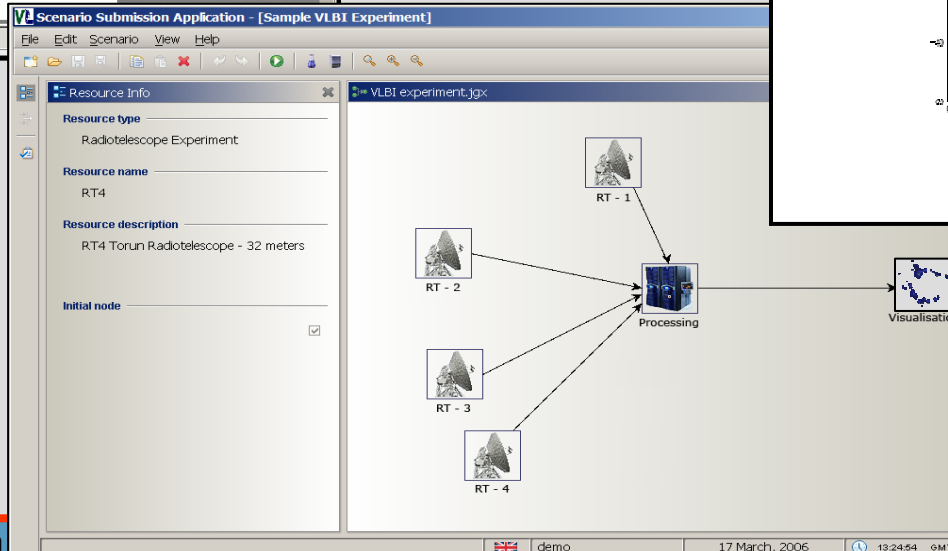 Scenario Submission Application - [Sample VLBI Experiment]
File Edit Scenario View Help
Resource Info
Resource type
Radiotelescope Experiment
Resource name
RT4
Resource description
RT4 Torun Radiotelescope - 32 meters
Initial node
VLBI experiment.jgx
RT - 1
RT - 2
Processing
Visualisati
RT - 3
RT - 4
demo
17 March, 2006
13:24:54 GM